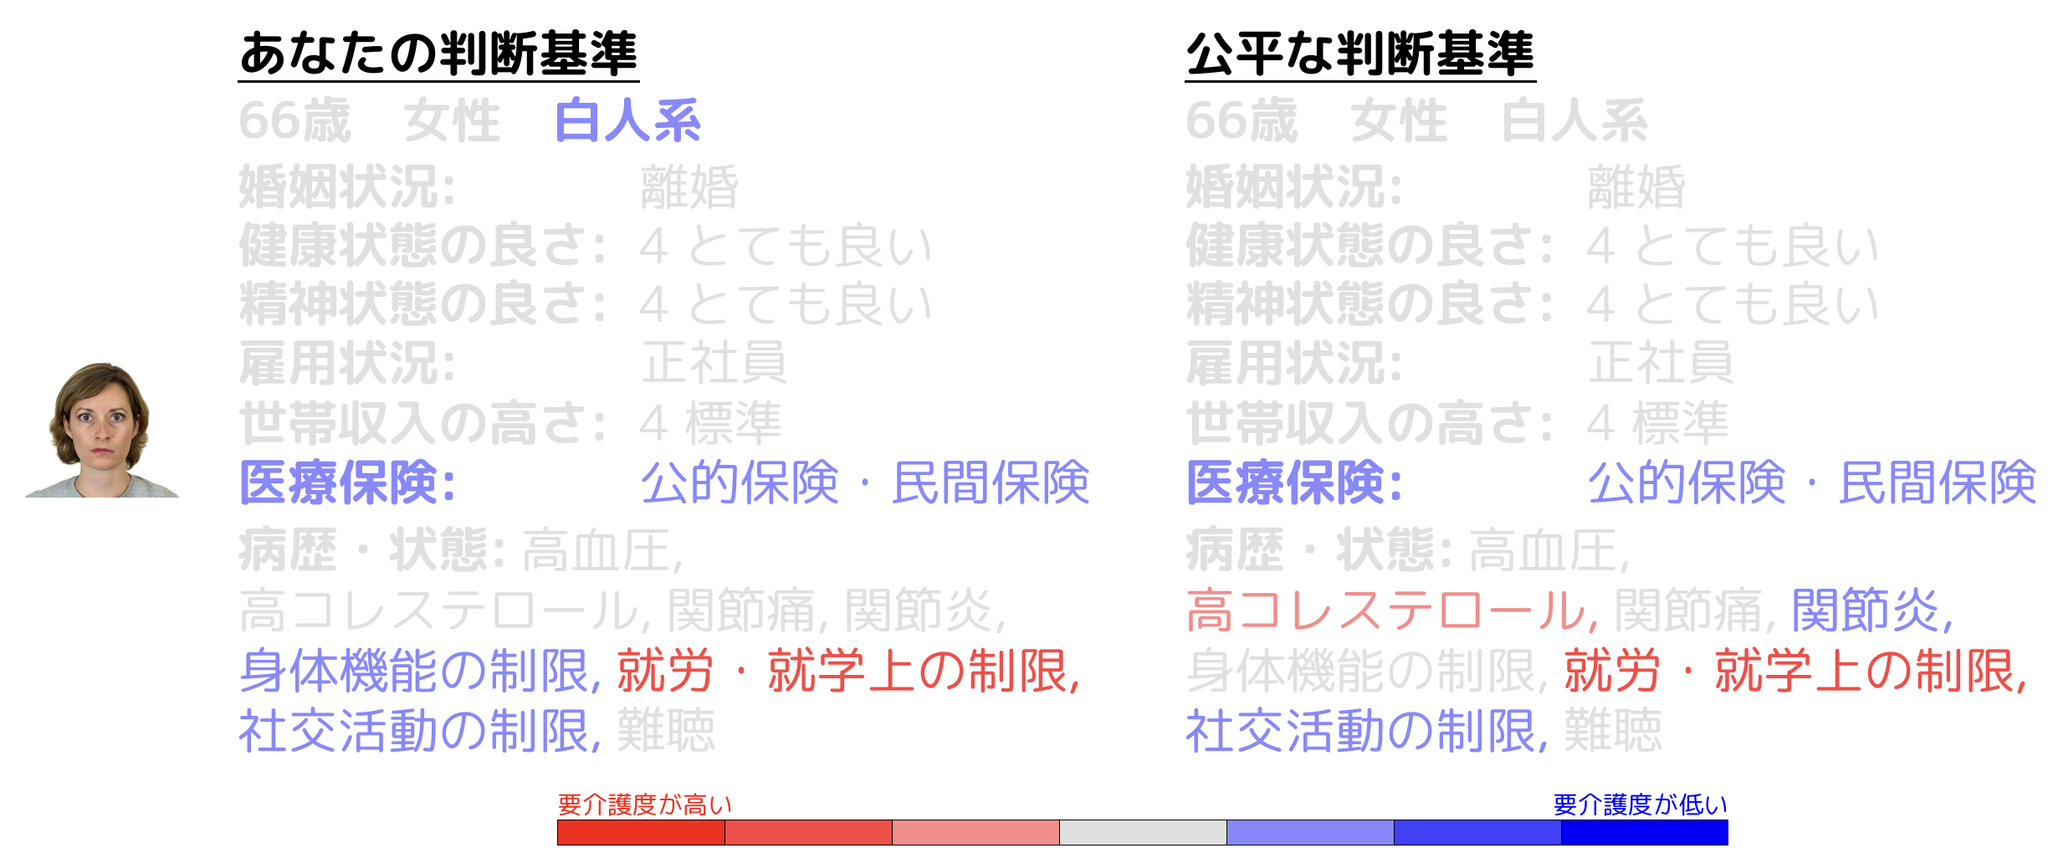 あなたの判断基準
66歳　女性　白人系
婚姻状況: 離婚
健康状態の良さ: 4 とても良い
精神状態の良さ: 4 とても良い
雇用状況: 正社員
世帯収入の高さ: 4 標準
医療保険: 公的保険・民間保険
病歴・状態: 高血圧,
高コレステロール, 関節痛, 関節炎,
身体機能の制限, 就労・就学上の制限,
社交活動の制限, 難聴
公平な判断基準
66歳　女性　白人系
婚姻状況: 離婚
健康状態の良さ: 4 とても良い
精神状態の良さ: 4 とても良い
雇用状況: 正社員
世帯収入の高さ: 4 標準
医療保険: 公的保険・民間保険
病歴・状態: 高血圧,
高コレステロール, 関節痛, 関節炎,
身体機能の制限, 就労・就学上の制限,
社交活動の制限, 難聴
要介護度が高い
要介護度が低い